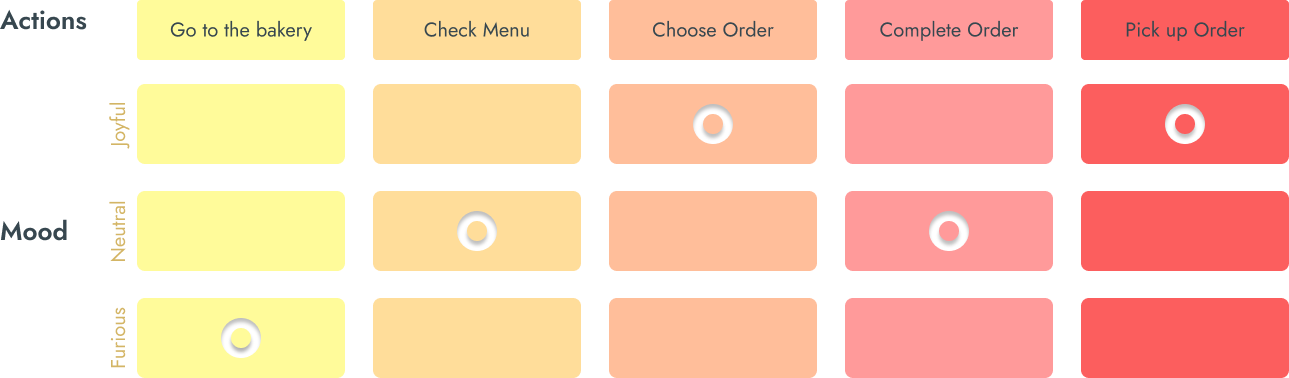 Actions
Go to the bakery
Check Menu
Choose Order
Complete Order
Pick up Order
Joyful
Mood
Neutral
Furious